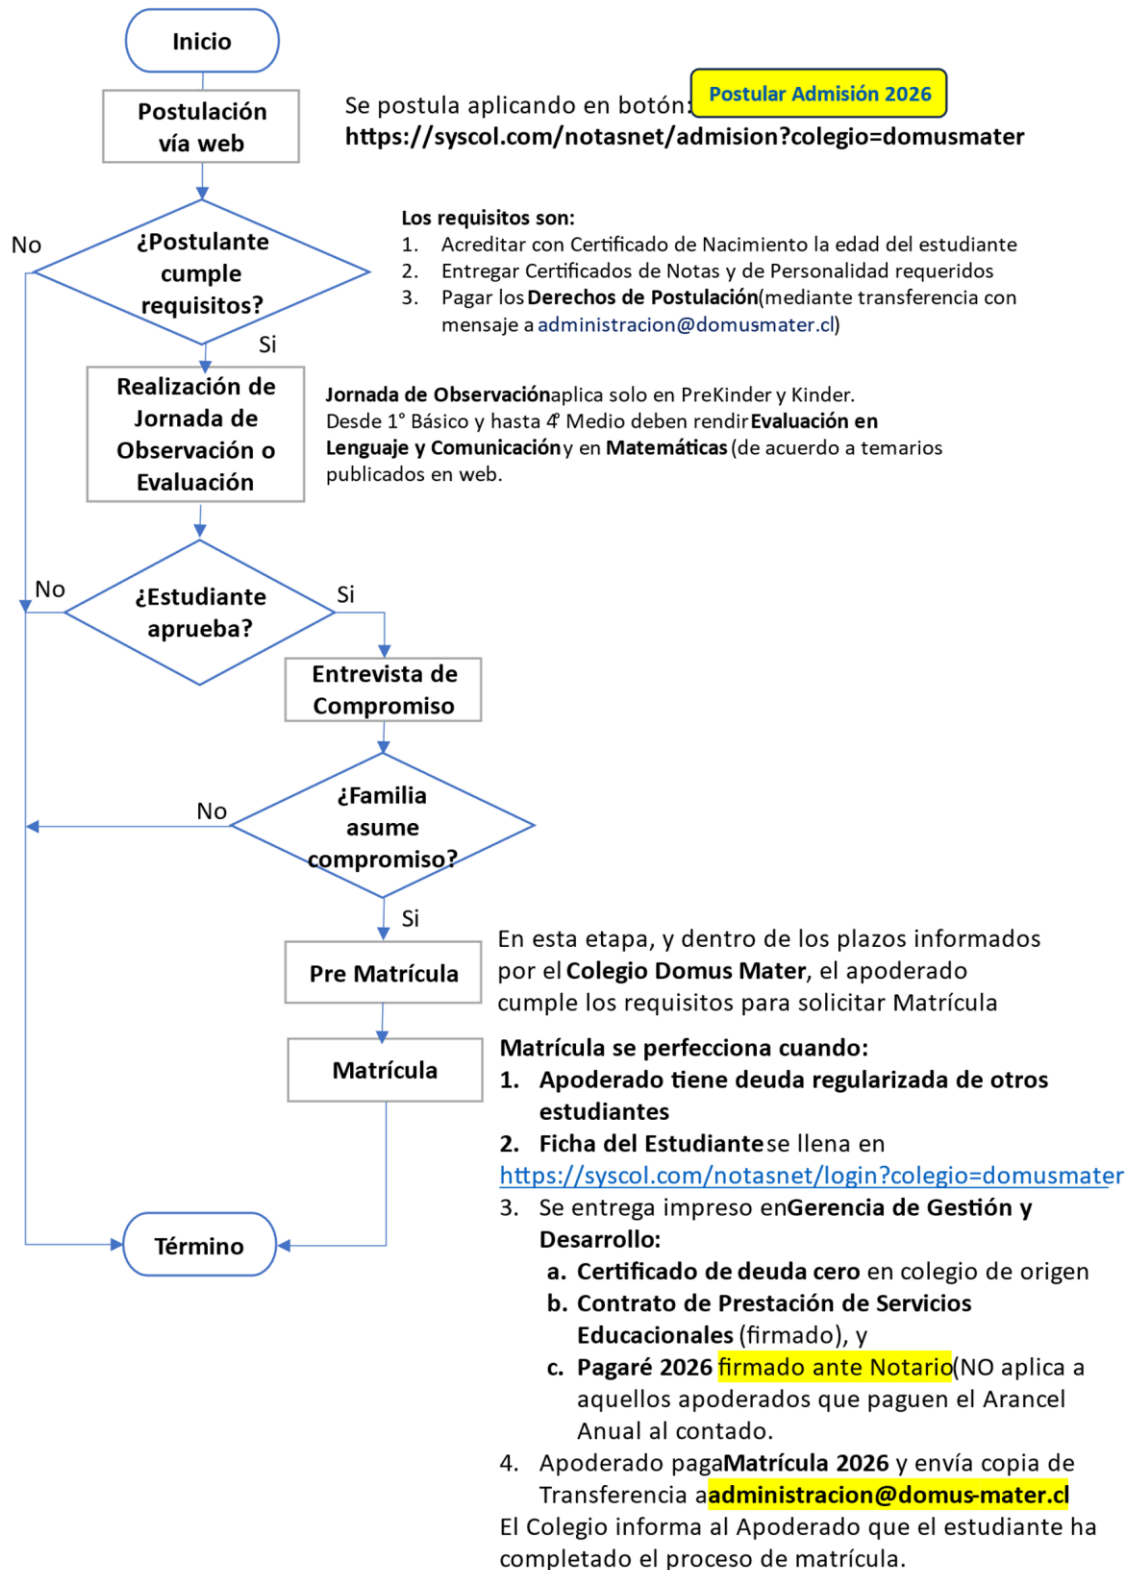 Inicio
Postulación
vía web
Se postula aplicando en botón:
Postular Admisión 2026
https://syscol.com/notasnet/admision?colegio=domusmater
No
¿Postulante
cumple
requisitos?
Si
Los requisitos son:
1. Acreditar con Certificado de Nacimiento la edad del estudiante
2. Entregar Certificados de Notas y de Personalidad requeridos
3. Pagar los Derechos de Postulación(mediante transferencia con
mensaje a administracion@domusmater.cl)
Realización de
Jornada de
Observación o
Evaluación
Jornada de Observaciónaplica solo en PreKinder y Kinder.
Desde 1° Básico y hasta 4° Medio deben rendir Evaluación en
Lenguaje y Comunicación y en Matemáticas (de acuerdo a temarios
publicados en web.
No
¿Estudiante
aprueba?
Si
Entrevista de
Compromiso
No
¿Familia
asume
compromiso?
Si
Pre Matrícula
En esta etapa, y dentro de los plazos informados
por el Colegio Domus Mater, el apoderado
cumple los requisitos para solicitar Matrícula
Matrícula
Matrícula se perfecciona cuando:
1. Apoderado tiene deuda regularizada de otros
estudiantes
2. Ficha del Estudiante se llena en
https://syscol.com/notasnet/login?colegio=domusmater
3. Se entrega impreso en Gerencia de Gestión y
Desarrollo:
a. Certificado de deuda cero en colegio de origen
b. Contrato de Prestación de Servicios
Educacionales (firmado), y
c. Pagaré 2026 firmado ante Notario(NO aplica a
aquellos apoderados que paguen el Arancel
Anual al contado.
4. Apoderado paga Matrícula 2026 y envía copia de
Transferencia a administracion@domus-mater.cl
El Colegio informa al Apoderado que el estudiante ha
completado el proceso de matrícula.
Término